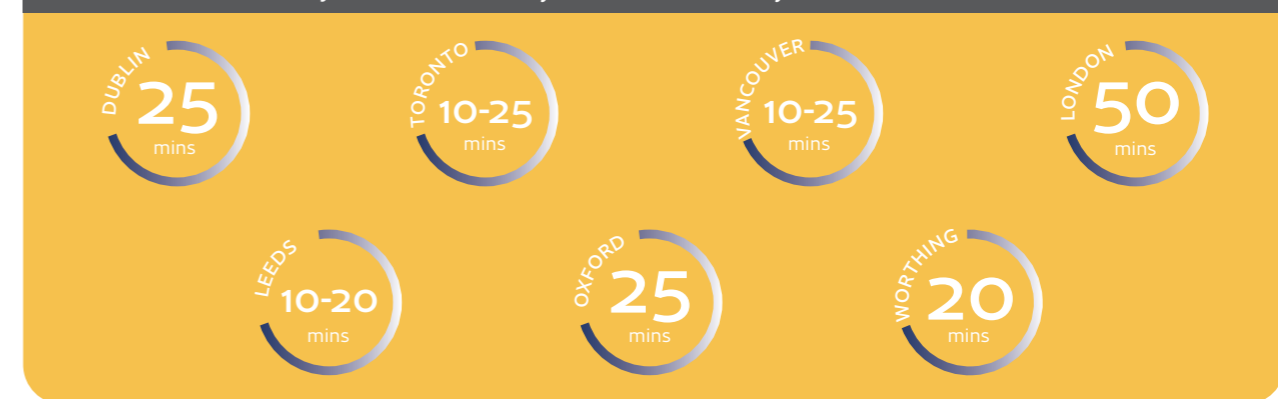 DUBLIN
25
mins
TORONTO
10-25
mins
VANCOUVER
10-25
mins
LONDON
50
mins
LEEDS
10-20
mins
OXFORD
25
mins
WORTHING
20
mins